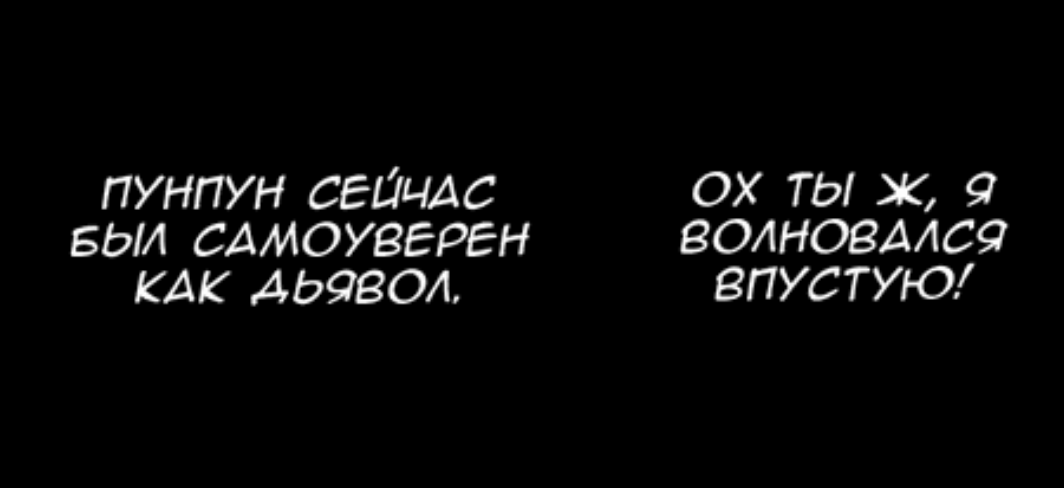 ПУНПУН СЕЙЧАС
БЫЛ САМОУВЕРЕН
КАК ДЬЯВОЛ.
ОХ ТЫ Ж, Я
ВОЛНОВАЛСЯ
ВПУСТУЮ!